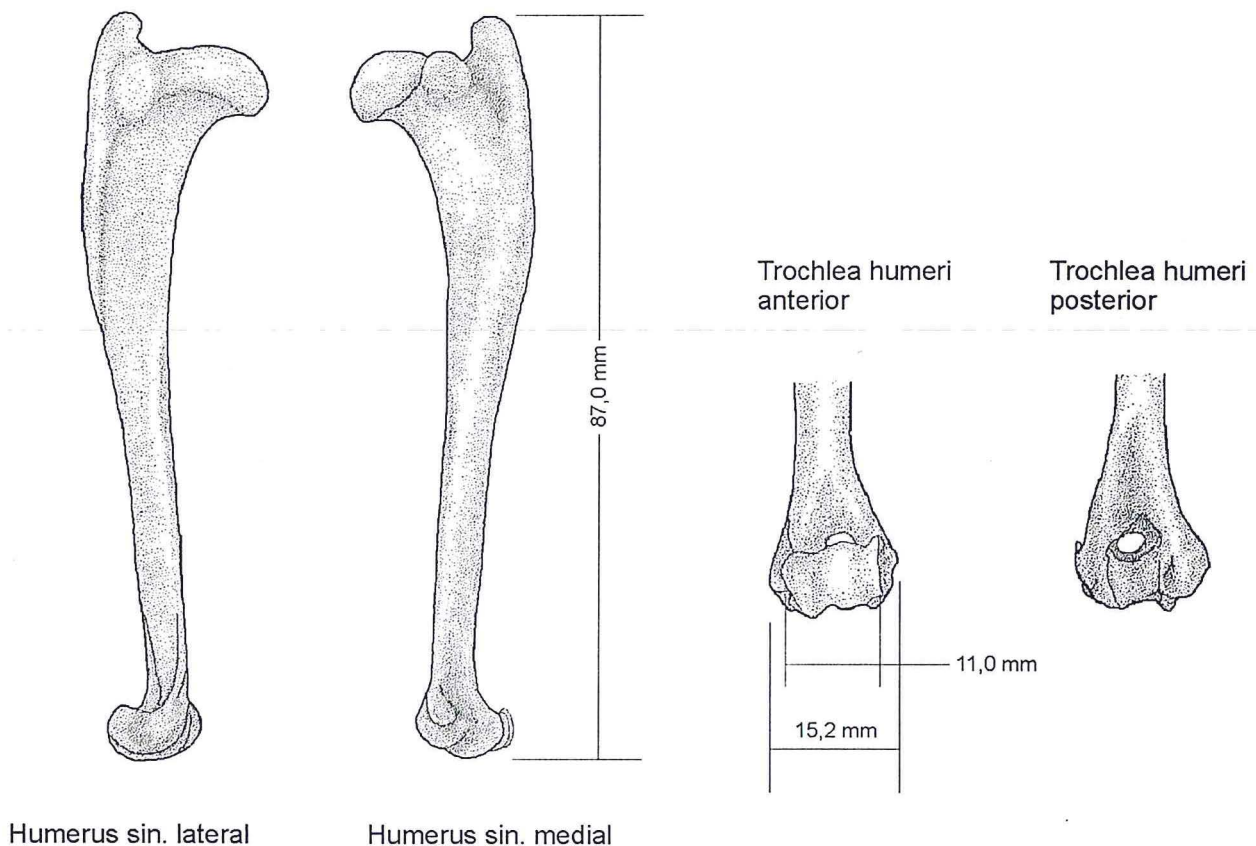 Trochlea humeri
anterior
Trochlea humeri
posterior
87,0 mm
11,0 mm
15,2 mm
Humerus sin. lateral
Humerus sin. medial